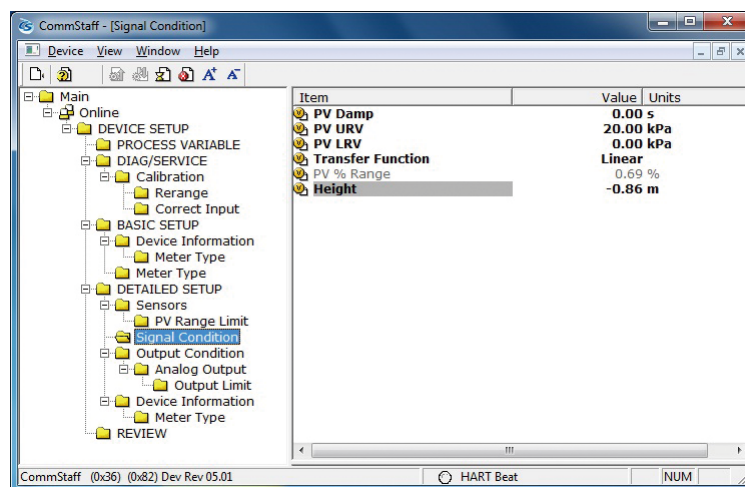 CommStaff - [Signal Condition]
Device View Window Help
A+ A-
Main
Online
DEVICE SETUP
PROCESS VARIABLE
DIAG/SERVICE
Calibration
Rerange
Correct Input
BASIC SETUP
Device Information
Meter Type
Meter Type
DETAILED SETUP
Sensors
PV Range Limit
Signal Condition
Output Condition
Analog Output
Output Limit
Device Information
Meter Type
REVIEW
Item Value Units
PV Damp 0.00 s
PV URV 20.00 kPa
PV LRV 0.00 kPa
Transfer Function Linear
PV % Range 0.69 %
Height -0.86 m
CommStaff (0x36) (0x82) Dev Rev 05.01 HART Beat NUM